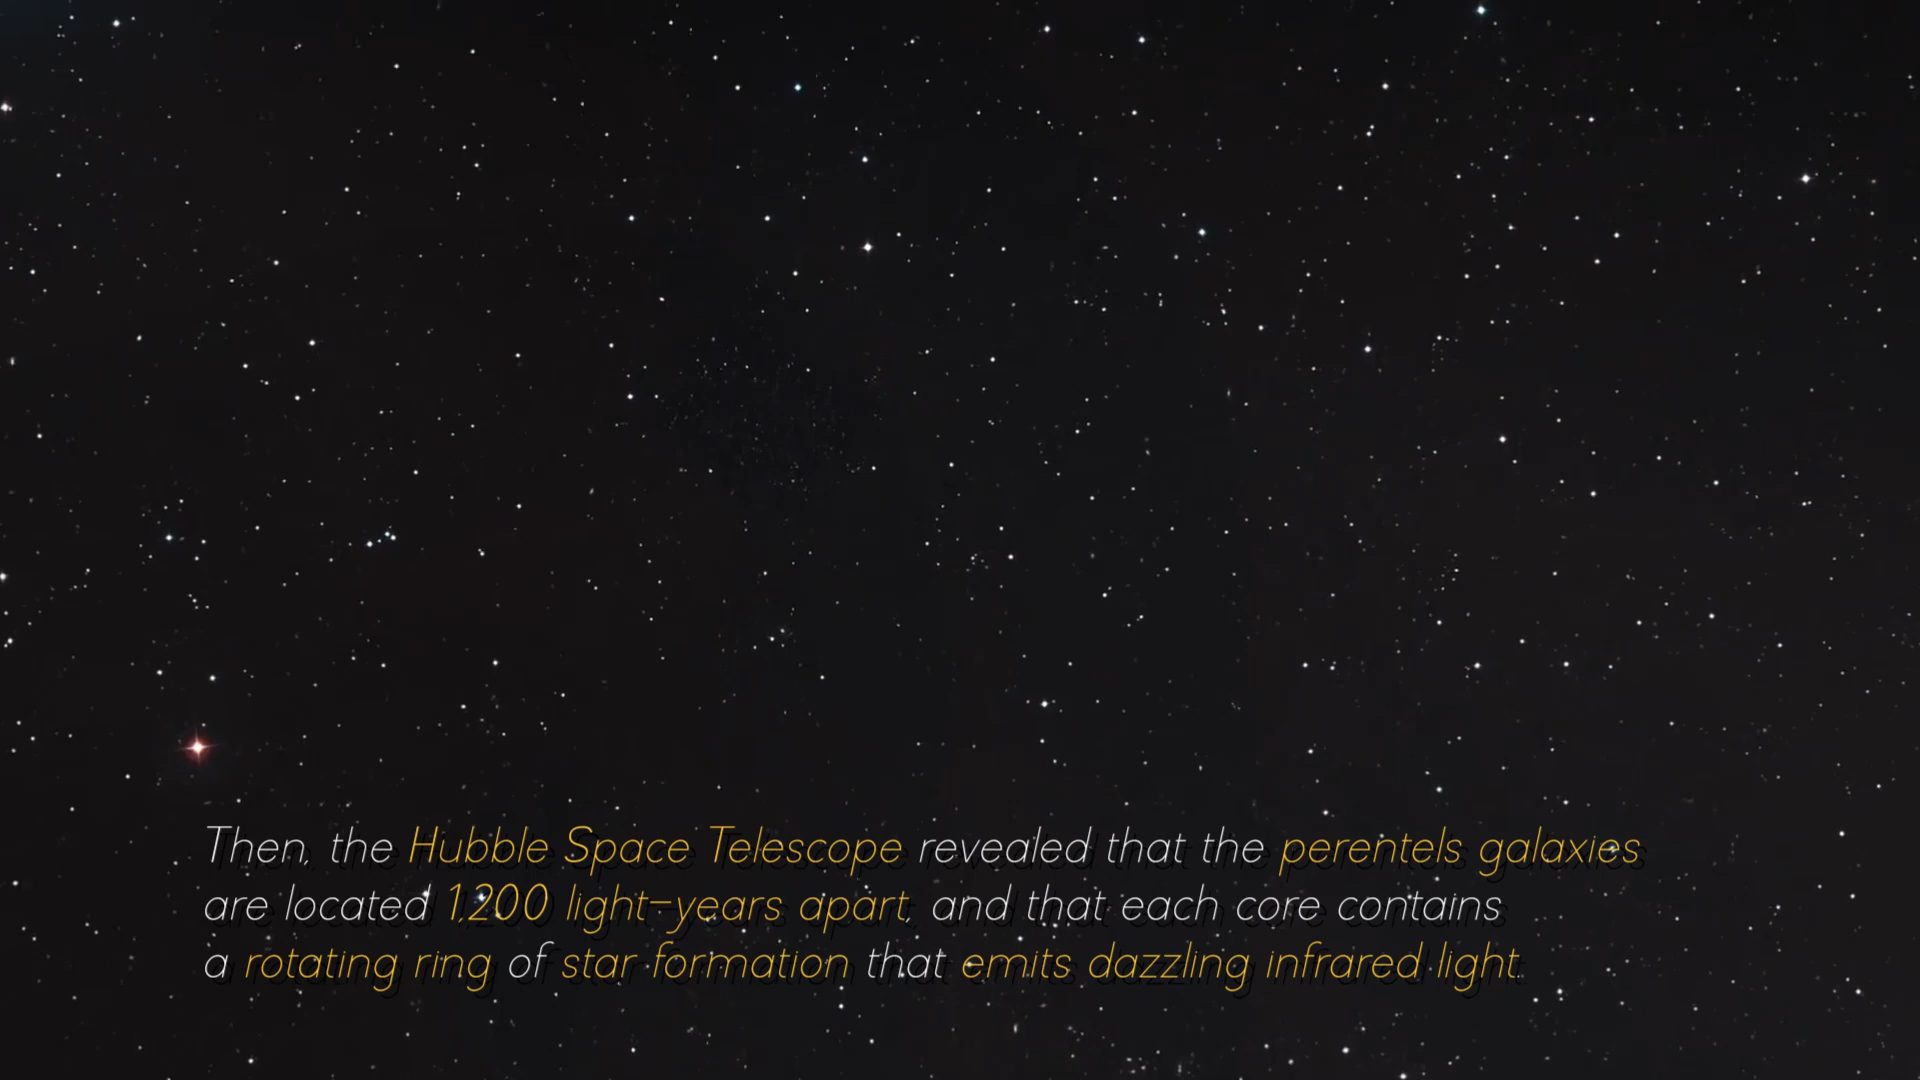 Then, the Hubble Space Telescope revealed that the perentels galaxies
are located 1,200 light-years apart, and that each core contains
a rotating ring of star formation that emits dazzling infrared light.